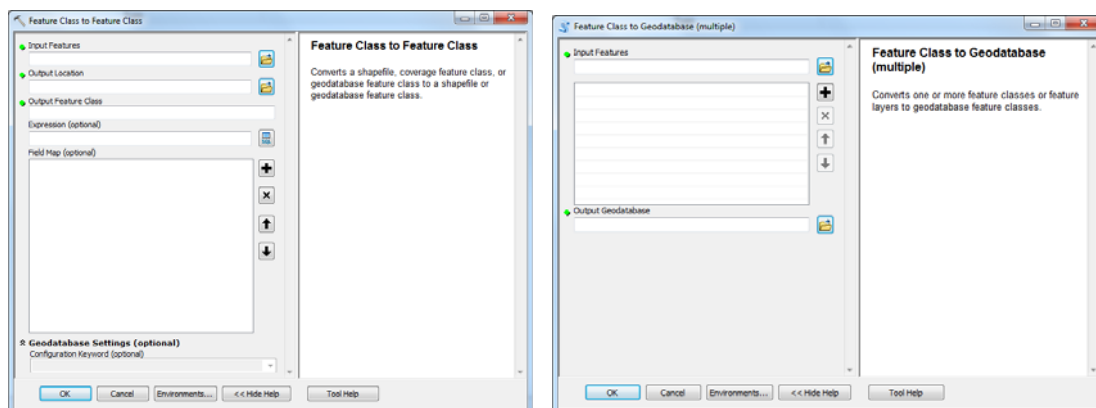 Feature Class to Feature Class
Input Features
Output Location
Output Feature Class
Expression (optional)
Field Map (optional)
Geodatabase Settings (optional)
Configuration Keyword (optional)
OK
Cancel
Environments...
<< Hide Help
Feature Class to Feature Class
Converts a shapefile, coverage feature class, or
geodatabase feature class to a shapefile or
geodatabase feature class.
Tool Help
Feature Class to Geodatabase (multiple)
Input Features
Output Geodatabase
OK
Cancel
Environments...
<< Hide Help
Feature Class to Geodatabase
(multiple)
Converts one or more feature classes or feature
layers to geodatabase feature classes.
Tool Help